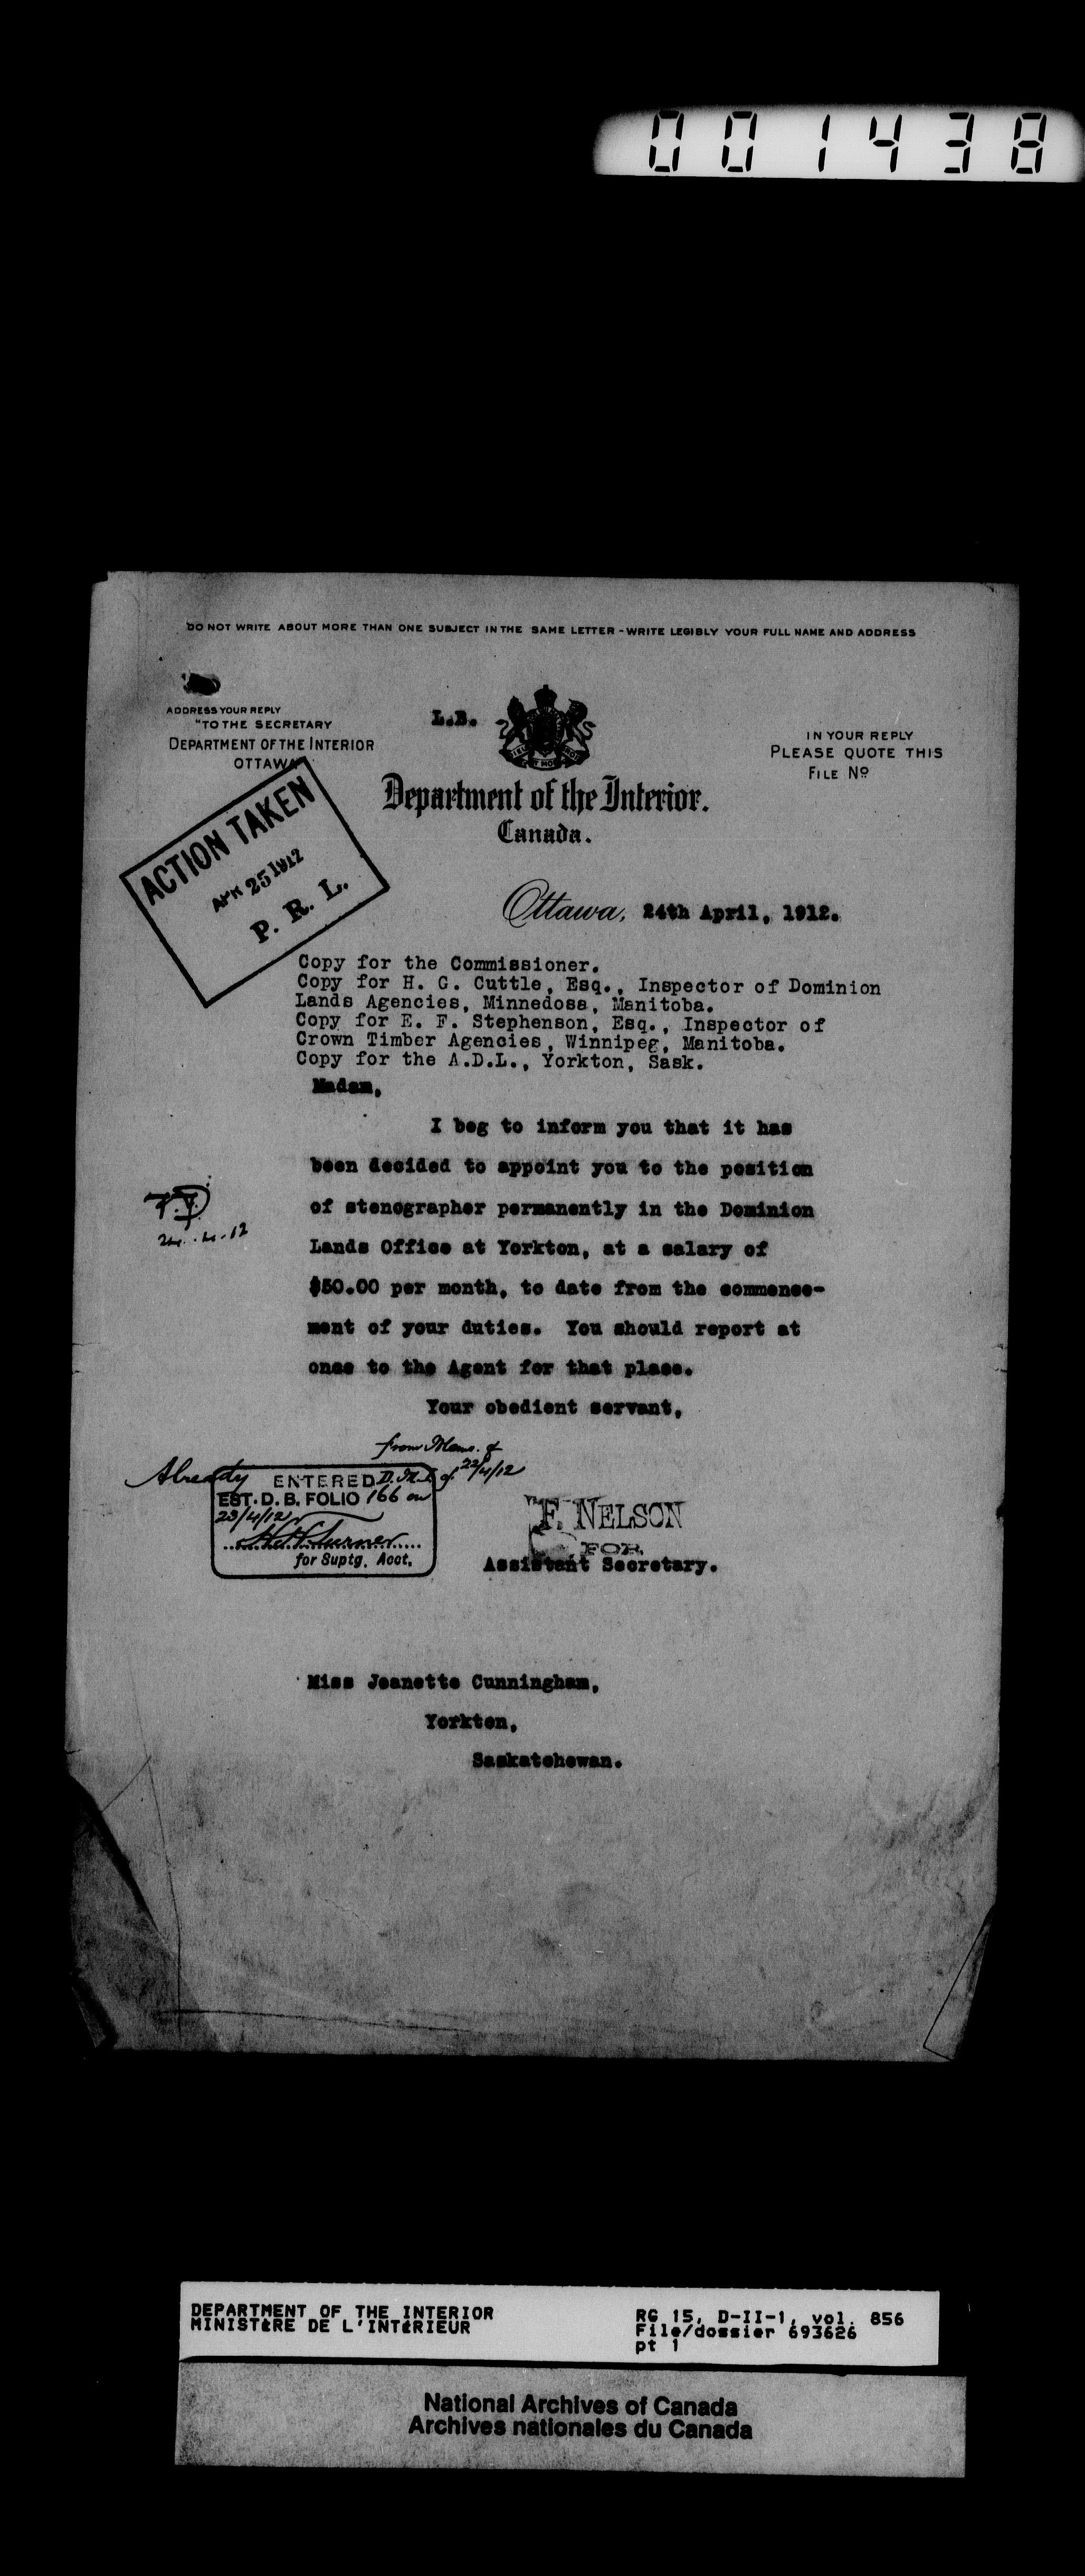 001438
DO NOT WRITE ABOUT MORE THAN ONE SUBJECT IN THE SAME LETTER - WRITE LEGIBLY YOUR FULL NAME AND ADDRESS
ADDRESS YOUR REPLY
"TO THE SECRETARY
DEPARTMENT OF THE INTERIOR
OTTAWA
L.B.
IN YOUR REPLY
PLEASE QUOTE THIS
FILE No
Department of the Interior.
Canada.
ACTION TAKEN
APR 25 1912
P. R. L.
Ottawa, 24th April, 1912.
Copy for the Commissioner.
Copy for H. G. Cuttle, Esq., Inspector of Dominion
Lands Agencies, Minnedosa, Manitoba.
Copy for E. F. Stephenson, Esq., Inspector of
Crown Timber Agencies, Winnipeg, Manitoba.
Copy for the A.D.L., Yorkton, Sask.
Madam,
I beg to inform you that it has
been decided to appoint you to the position
of stenographer permanently in the Dominion
Lands Office at Yorkton, at a salary of
$50.00 per month, to date from the commence-
ment of your duties. You should report at
once to the Agent for that place.
24.4.12
Your obedient servant,
from Memo. of
Already ENTERED of 22/4/12
EST. D. B. FOLIO 166 on
23/4/12
Turner
for Suptg. Acct.
F. NELSON
FOR
Assistant Secretary.
Miss Jeanette Cunningham,
Yorkton,
Saskatchewan.
DEPARTMENT OF THE INTERIOR
MINISTÈRE DE L'INTÉRIEUR
RG 15, D-II-1, vol. 856
File/dossier 693626
pt 1
National Archives of Canada
Archives nationales du Canada